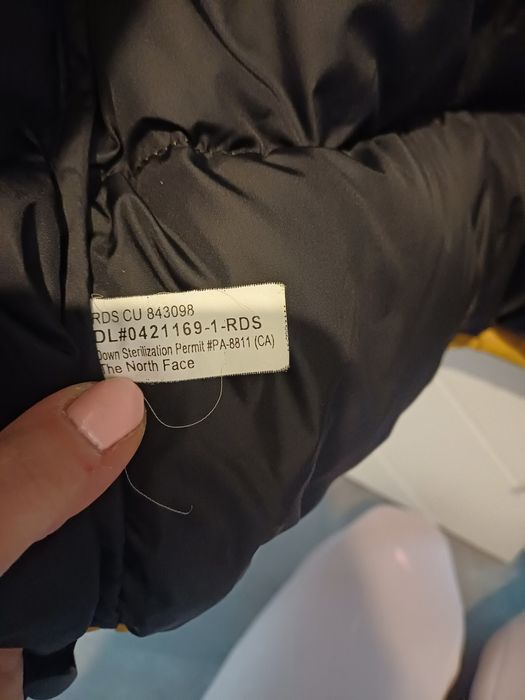 RDS CU 843098
DL#0421169-1-RDS
Down Sterilization Permit #PA-8811 (CA)
The North Face